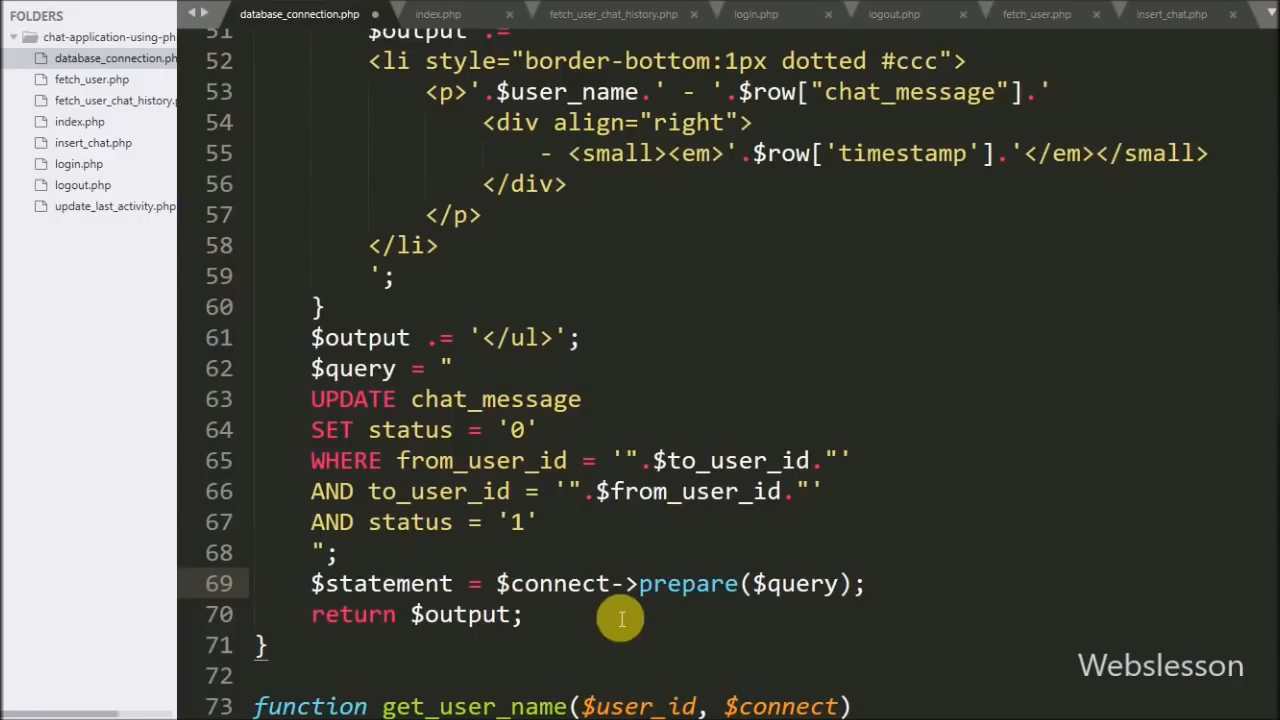 FOLDERS
chat-application-using-ph
database_connection.ph
fetch_user.php
fetch_user_chat_history.p
index.php
insert_chat.php
login.php
logout.php
update_last_activity.php
database_connection.php
index.php
fetch_user_chat_history.php
login.php
logout.php
fetch_user.php
insert_chat.php
51 $output .= '
52 <li style="border-bottom:1px dotted #ccc">
53 <p>'.$user_name.' - '.$row["chat_message"].'
54 <div align="right">
55 - <small><em>'.$row['timestamp'].'</em></small>
56 </div>
57 </p>
58 </li>
59 ';
60 }
61 $output .= '</ul>';
62 $query = "
63 UPDATE chat_message
64 SET status = '0'
65 WHERE from_user_id = '".$to_user_id."'
66 AND to_user_id = '".$from_user_id."'
67 AND status = '1'
68 ";
69 $statement = $connect->prepare($query);
70 return $output;
71 }
72
73 function get_user_name($user_id, $connect)
Webslesson